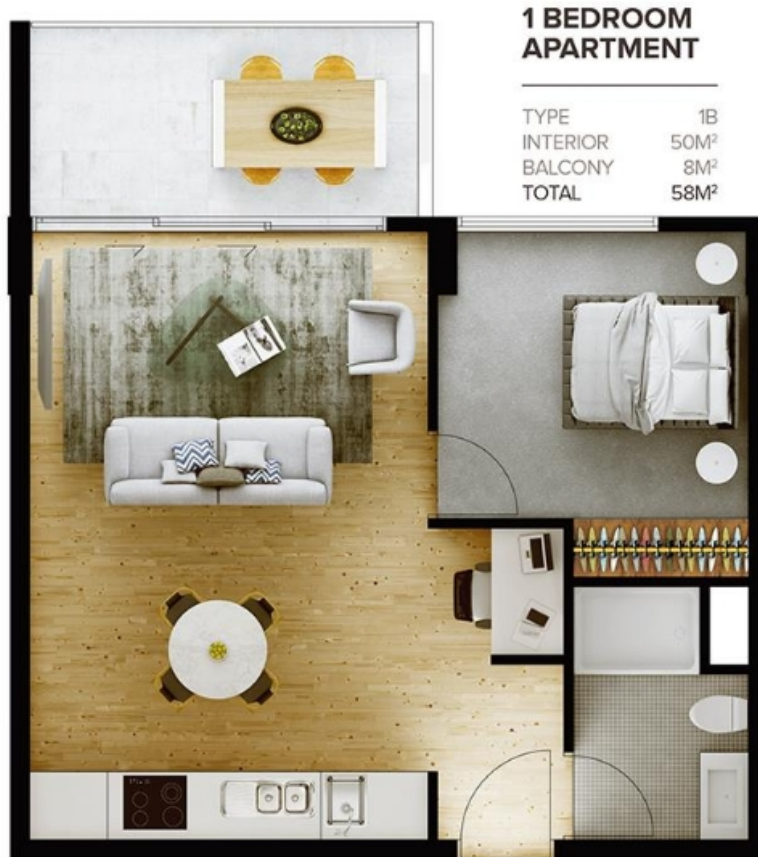 1 BEDROOM
APARTMENT
TYPE 1B
INTERIOR 50M²
BALCONY 8M²
TOTAL 58M²